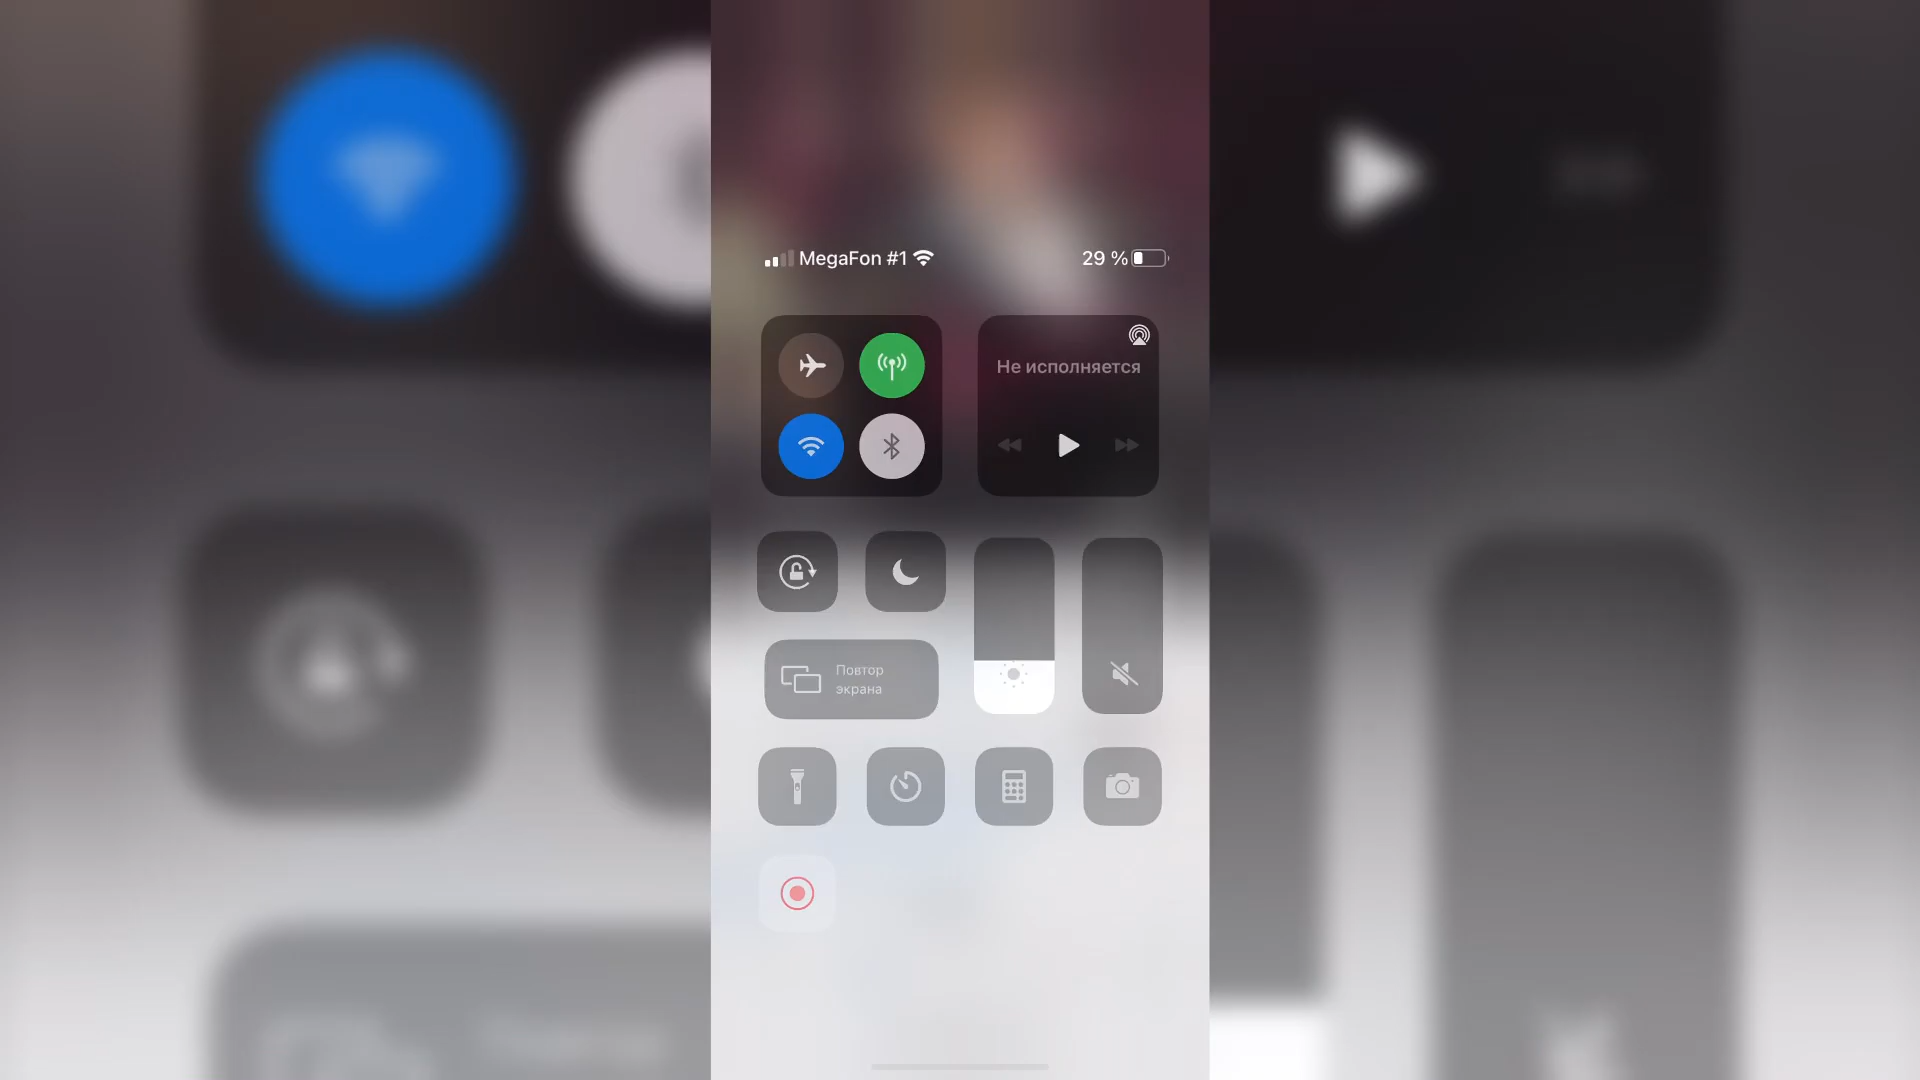 MegaFon #1
29 %
Не исполняется
Повтор
экрана